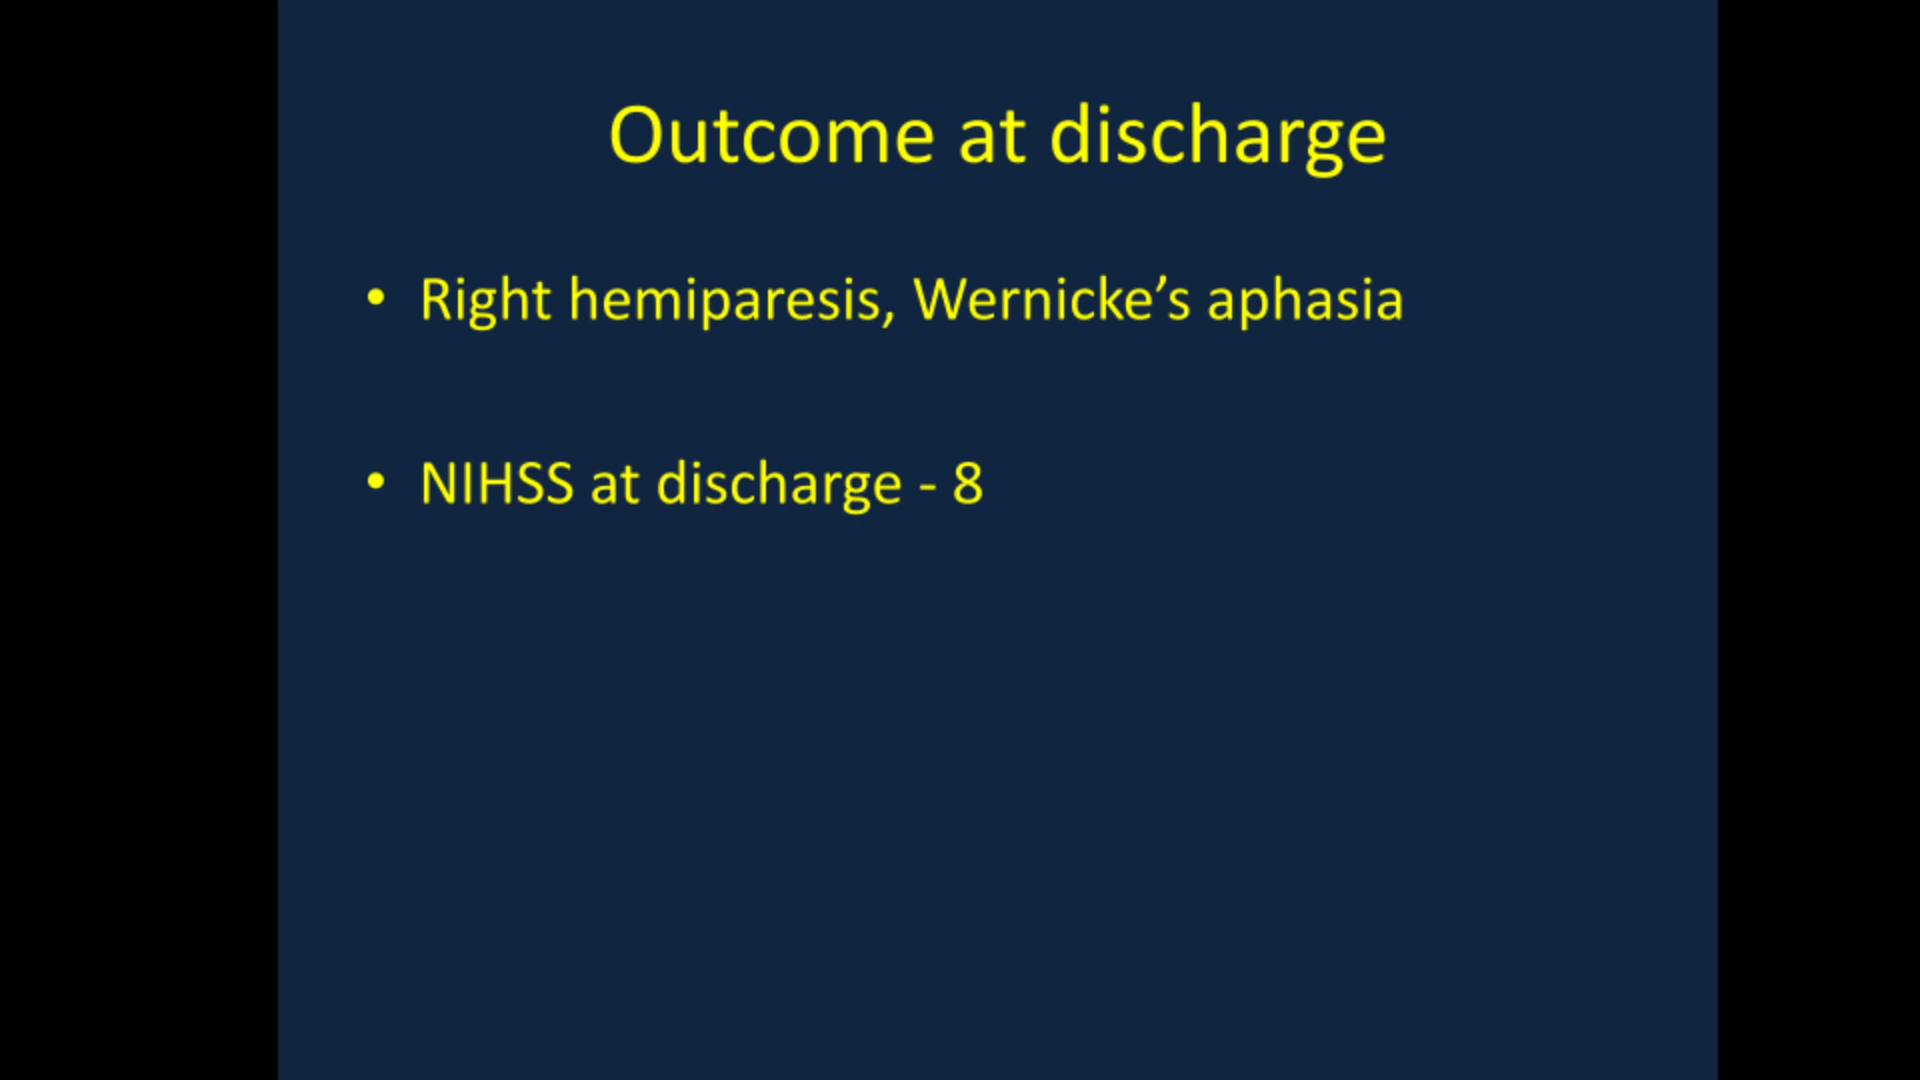 Outcome at discharge
• Right hemiparesis, Wernicke’s aphasia
• NIHSS at discharge - 8